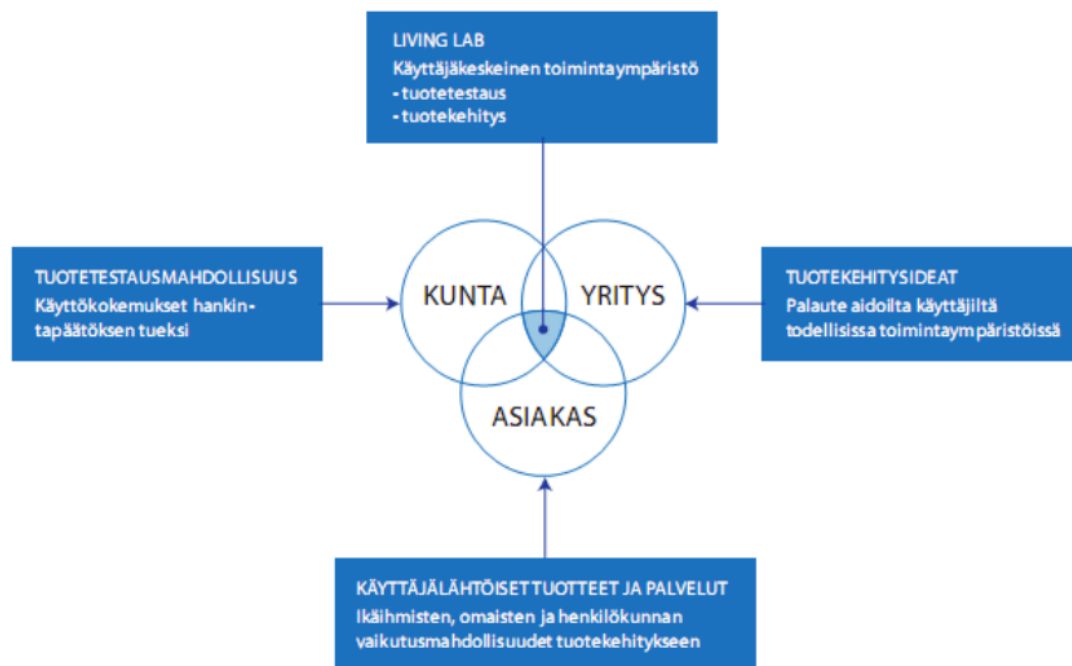 LIVING LAB
Käyttäjäkeskeinen toimintaympäristö
- tuotetestaus
- tuotekehitys
TUOTETESTAUSMAHDOLLISUUS
Käyttökokemukset hankin-
tapäätöksen tueksi
KUNTA
YRITYS
TUOTEKEHITYSIDEAT
Palaute aidoilta käyttäjiltä
todellisissa toimintaympäristöissä
ASIAKAS
KÄYTTÄJÄLÄHTÖISET TUOTTEET JA PALVELUT
Ikäihmisten, omaisten ja henkilökunnan
vaikutusmahdollisuudet tuotekehitykseen